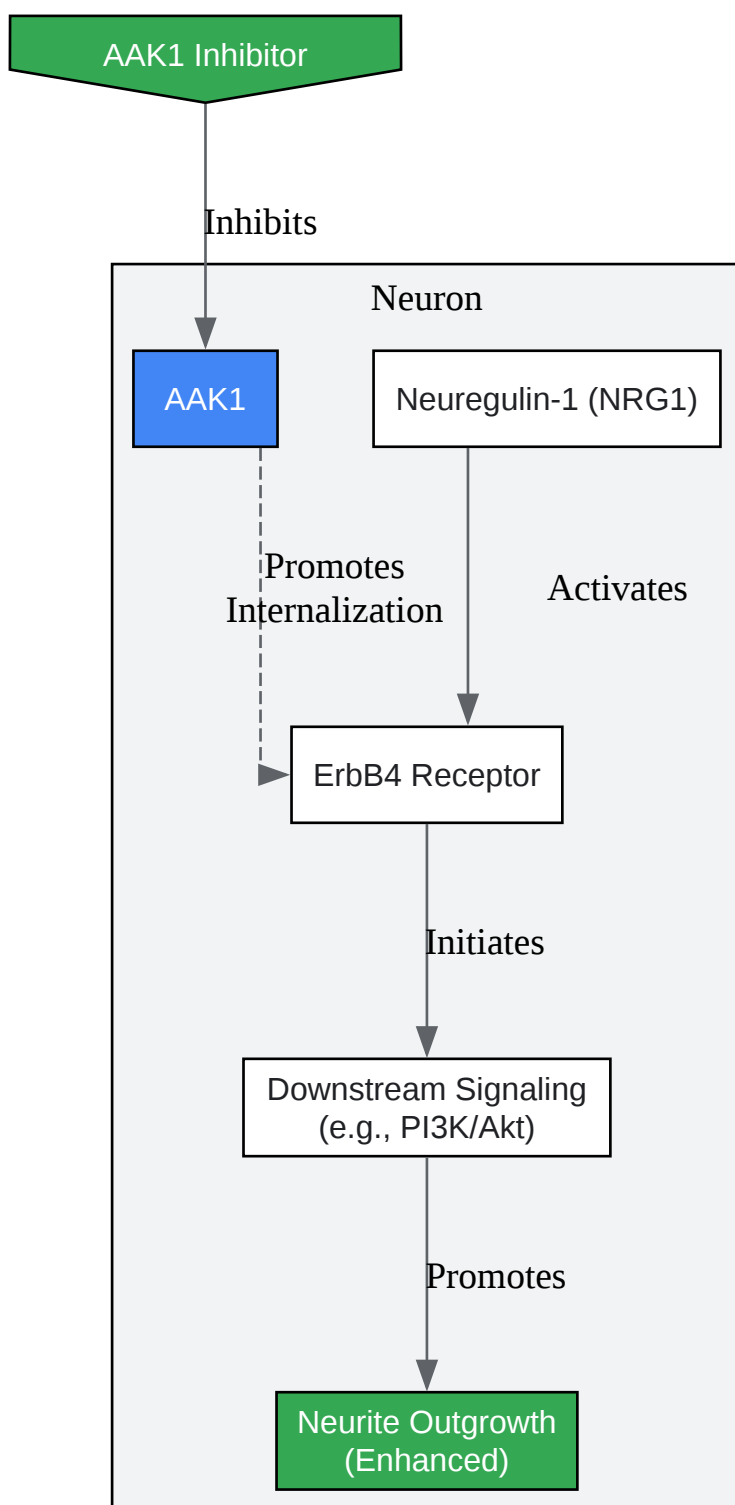 AAK1 Inhibitor
Inhibits
Neuron
AAK1
Neuregulin-1 (NRG1)
Promotes
Internalization
Activates
ErbB4 Receptor
Initiates
Downstream Signaling
(e.g., PI3K/Akt)
Promotes
Neurite Outgrowth
(Enhanced)